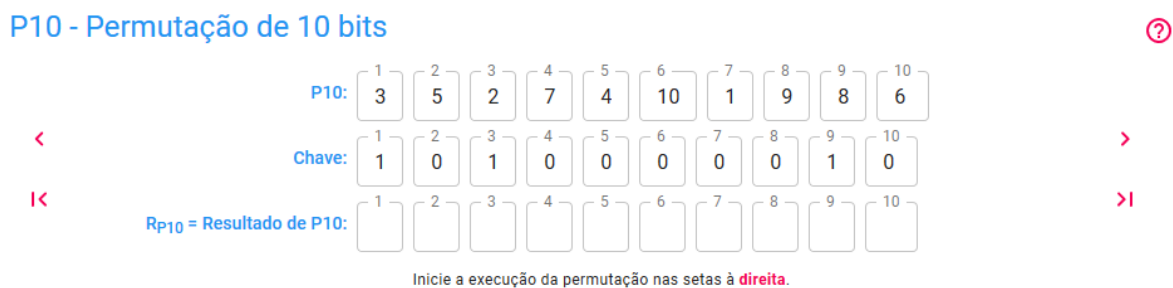 P10 - Permutação de 10 bits
1 2 3 4 5 6 7 8 9 10
P10: 3 5 2 7 4 10 1 9 8 6
1 2 3 4 5 6 7 8 9 10
Chave: 1 0 1 0 0 0 0 0 1 0
1 2 3 4 5 6 7 8 9 10
RP10 = Resultado de P10:
Inicie a execução da permutação nas setas à direita.